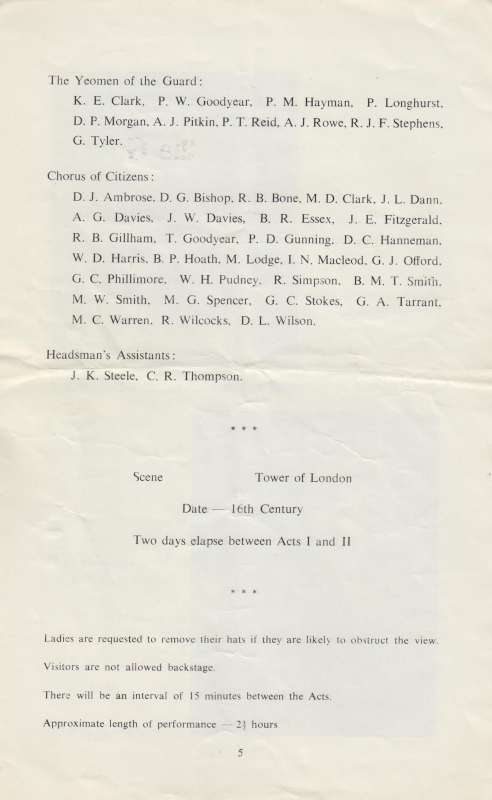 The Yeomen of the Guard:
K. E. Clark, P. W. Goodyear, P. M. Hayman, P. Longhurst,
D. P. Morgan, A. J. Pitkin, P. T. Reid, A. J. Rowe, R. J. F. Stephens,
G. Tyler.
Chorus of Citizens:
D. J. Ambrose, D. G. Bishop, R. B. Bone, M. D. Clark, J. L. Dann,
A. G. Davies, J. W. Davies, B. R. Essex, J. E. Fitzgerald,
R. B. Gillham, T. Goodyear, P. D. Gunning, D. C. Hanneman,
W. D. Harris, B. P. Hoath, M. Lodge, I. N. Macleod, G. J. Offord,
G. C. Phillimore, W. H. Pudney, R. Simpson, B. M. T. Smith,
M. W. Smith, M. G. Spencer, G. C. Stokes, G. A. Tarrant,
M. C. Warren, R. Wilcocks, D. L. Wilson.
Headsman's Assistants:
J. K. Steele, C. R. Thompson.
* * *
Scene Tower of London
Date — 16th Century
Two days elapse between Acts I and II
* * *
Ladies are requested to remove their hats if they are likely to obstruct the view.
Visitors are not allowed backstage.
There will be an interval of 15 minutes between the Acts.
Approximate length of performance — 2½ hours
5